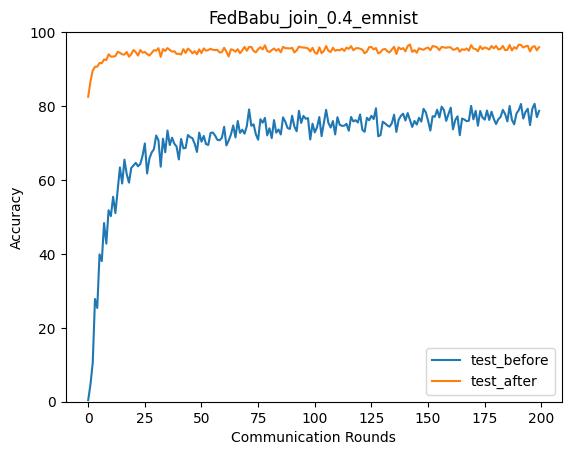 FedBabu_join_0.4_emnist
100
80
60
40
20
0
Accuracy
0 25 50 75 100 125 150 175 200
Communication Rounds
test_before
test_after